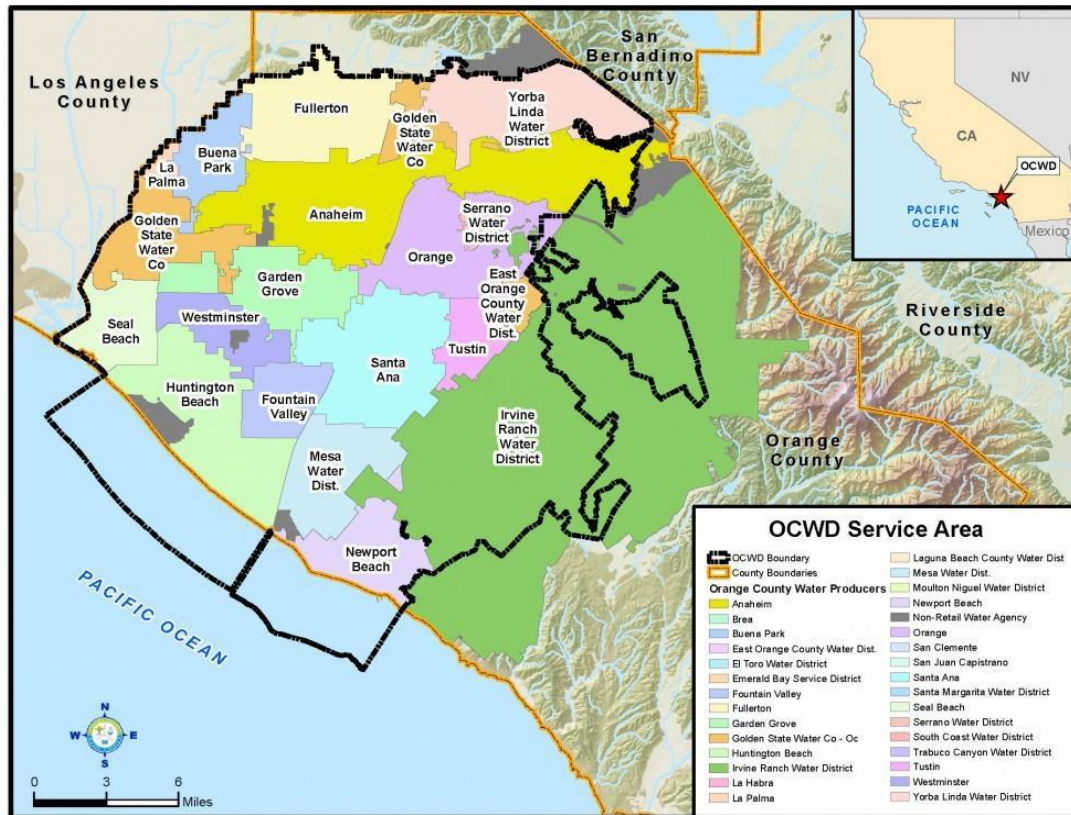 Los Angeles
County
San
Bernadino
County
Fullerton
Golden
State
Water
Co
Yorba
Linda
Water
District
Buena
Park
La
Palma
Anaheim
Serrano
Water
District
Golden
State
Water
Co
Orange
Garden
Grove
East
Orange
County
Water
Dist.
Westminster
Seal
Beach
Tustin
Santa
Ana
Huntington
Beach
Fountain
Valley
Irvine
Ranch
Water
District
Mesa
Water
Dist.
Newport
Beach
Riverside
County
Orange
County
PACIFIC OCEAN
N
W
E
S
0 3 6
Miles
NV
CA
OCWD
PACIFIC
OCEAN
Mexico
OCWD Service Area
OCWD Boundary
County Boundaries
Orange County Water Producers
Anaheim
Brea
Buena Park
East Orange County Water Dist.
El Toro Water District
Emerald Bay Service District
Fountain Valley
Fullerton
Garden Grove
Golden State Water Co - Oc
Huntington Beach
Irvine Ranch Water District
La Habra
La Palma
Laguna Beach County Water Dist
Mesa Water Dist.
Moulton Niguel Water District
Newport Beach
Non-Retail Water Agency
Orange
San Clemente
San Juan Capistrano
Santa Ana
Santa Margarita Water District
Seal Beach
Serrano Water District
South Coast Water District
Trabuco Canyon Water District
Tustin
Westminster
Yorba Linda Water District